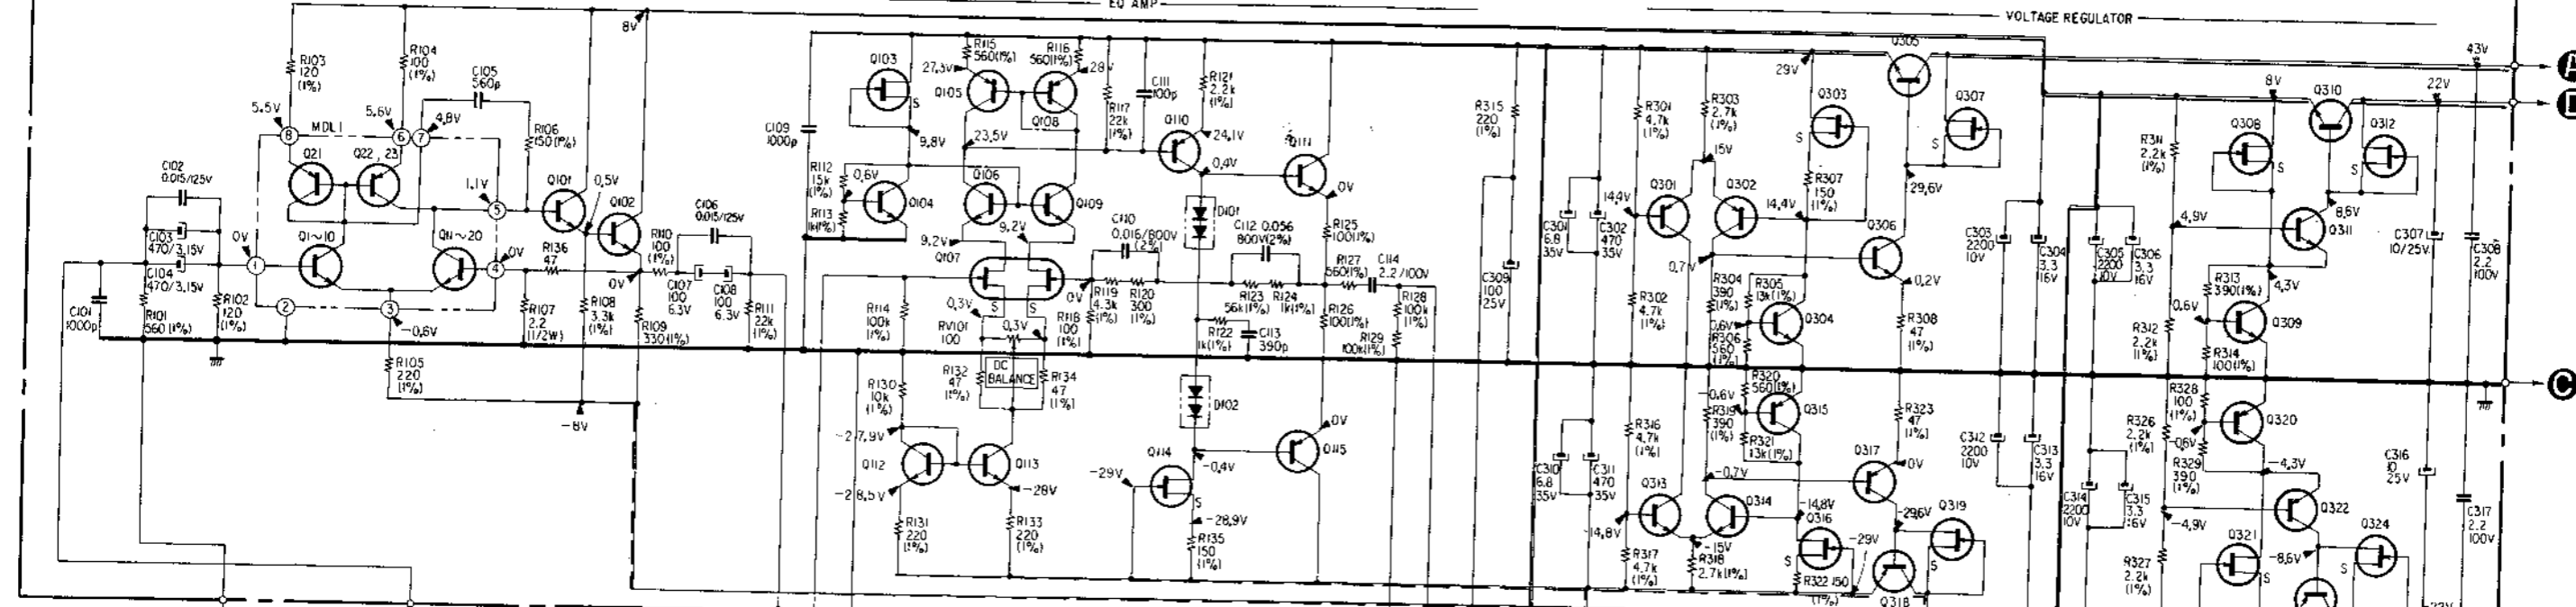 EQ AMP
VOLTAGE REGULATOR
8V
43V
A
R103
120
(1%)
R104
100
(1%)
C105
560p
5.5V
5.6V
4.8V
8
MDL1
6
7
R106
150(1%)
Q21
Q22, 23
C102
0.015/125V
1.1V
5
Q101
0.5V
Q102
C103
470/3.15V
C104
470/3.15V
0V
1
Q1~10
Q11~20
4
0V
R136
47
R110
100
(1%)
C106
0.015/125V
C107
100
6.3V
C108
100
6.3V
R111
22k
(1%)
C101
1000p
R101
560(1%)
R102
120
(1%)
2
3
-0.6V
R107
2.2
(1/2W)
R108
3.3k
(1%)
0V
R109
330(1%)
R105
220
(1%)
-8V
C109
1000p
Q103
S
R115
560(1%)
R116
560(1%)
27.3V
28V
Q105
Q108
R117
22k
(1%)
C111
100p
R121
2.2k
(1%)
9.8V
23.5V
Q110
24.1V
0.4V
Q111
0V
R112
15k
(1%)
0.6V
R113
1k(1%)
Q104
Q106
Q109
9.2V
9.2V
Q107
S
S
C110
0.016/800V
(2%)
D101
C112 0.056
800V(2%)
R125
100(1%)
R127
560(1%)
C114
2.2/100V
0V
R119
4.3k
(1%)
R120
300
(1%)
R123
56k(1%)
R124
1k(1%)
R126
100(1%)
R128
100k
(1%)
R129
100k(1%)
R114
100k
(1%)
0.3V
0.3V
RV101
100
R118
100
(1%)
R122
1k(1%)
C113
390p
DC
BALANCE
R130
10k
(1%)
R132
47
(1%)
R134
47
(1%)
D102
-27.9V
Q112
Q113
-28.5V
-28V
R131
220
(1%)
R133
220
(1%)
Q114
-29V
-0.4V
S
-28.9V
R135
150
(1%)
0V
Q115
R315
220
(1%)
C309
100
25V
C301
6.8
35V
C302
470
35V
R301
4.7k
(1%)
R303
2.7k
(1%)
29V
Q303
S
Q305
Q307
S
15V
14.4V
Q301
Q302
14.4V
R307
150
(1%)
29.6V
Q306
0.7V
0.2V
R302
4.7k
(1%)
R304
390
(1%)
R305
13k(1%)
0.6V
R306
560
(1%)
Q304
R308
47
(1%)
R320
560(1%)
-0.6V
R319
390
(1%)
Q315
R321
13k(1%)
R323
47
(1%)
R316
4.7k
(1%)
C310
6.8
35V
C311
470
35V
Q313
-0.7V
Q314
-14.8V
-14.8V
Q316
S
-15V
R317
4.7k
(1%)
R318
2.7k(1%)
R322 150
(1%)
Q317
0V
-29.6V
Q319
S
-29V
Q318
C303
2200
10V
C304
3.3
16V
C305
2200
10V
C306
3.3
16V
C312
2200
10V
C313
3.3
16V
C314
2200
10V
C315
3.3
16V
8V
Q310
22V
Q308
S
Q312
S
R311
2.2k
(1%)
4.9V
8.6V
Q311
R313
390(1%)
4.3V
0.6V
Q309
R312
2.2k
(1%)
R314
100(1%)
C307
10/25V
C308
2.2
100V
C
R328
100
(1%)
-0.6V
Q320
R326
2.2k
(1%)
R329
390
(1%)
-4.3V
C316
10
25V
C317
2.2
100V
-4.9V
Q322
Q324
S
Q321
S
-8.6V
R327
2.2k
(1%)
-22V